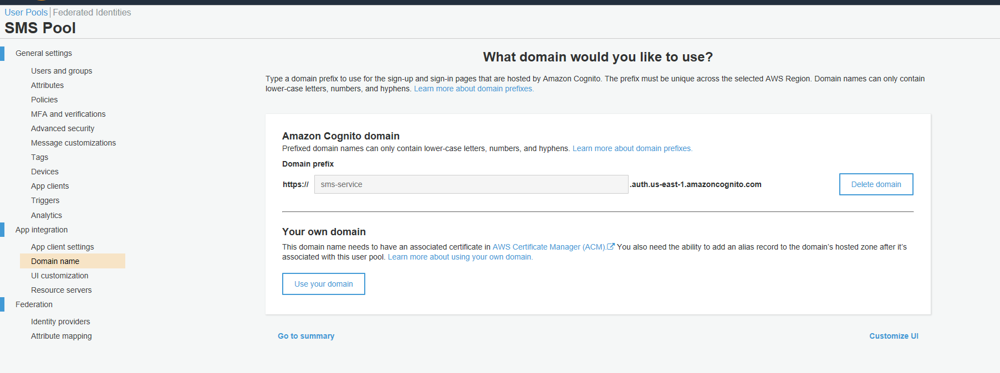 User Pools | Federated Identities
SMS Pool
General settings
Users and groups
Attributes
Policies
MFA and verifications
Advanced security
Message customizations
Tags
Devices
App clients
Triggers
Analytics
App integration
App client settings
Domain name
UI customization
Resource servers
Federation
Identity providers
Attribute mapping
What domain would you like to use?
Type a domain prefix to use for the sign-up and sign-in pages that are hosted by Amazon Cognito. The prefix must be unique across the selected AWS Region. Domain names can only contain
lower-case letters, numbers, and hyphens. Learn more about domain prefixes.
Amazon Cognito domain
Prefixed domain names can only contain lower-case letters, numbers, and hyphens. Learn more about domain prefixes.
Domain prefix
https:// sms-service .auth.us-east-1.amazoncognito.com Delete domain
Your own domain
This domain name needs to have an associated certificate in AWS Certificate Manager (ACM). You also need the ability to add an alias record to the domain’s hosted zone after it’s
associated with this user pool. Learn more about using your own domain.
Use your domain
Go to summary Customize UI